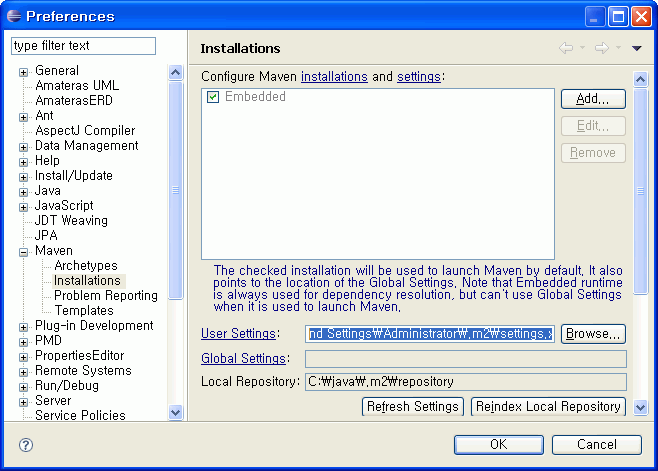 Preferences
type filter text
General
Amateras UML
AmaterasERD
Ant
AspectJ Compiler
Data Management
Help
Install/Update
Java
JavaScript
JDT Weaving
JPA
Maven
Archetypes
Installations
Problem Reporting
Templates
Plug-in Development
PMD
PropertiesEditor
Remote Systems
Run/Debug
Server
Service Policies
Installations
Configure Maven installations and settings:
Embedded
Add...
Edit...
Remove
The checked installation will be used to launch Maven by default. It also
points to the location of the Global Settings. Note that Embedded runtime
is always used for dependency resolution, but can't use Global Settings
when it is used to launch Maven.
User Settings: nd Settings₩Administrator₩.m2₩settings.x Browse...
Global Settings:
Local Repository: C:₩java₩.m2₩repository
Refresh Settings Reindex Local Repository
? OK Cancel